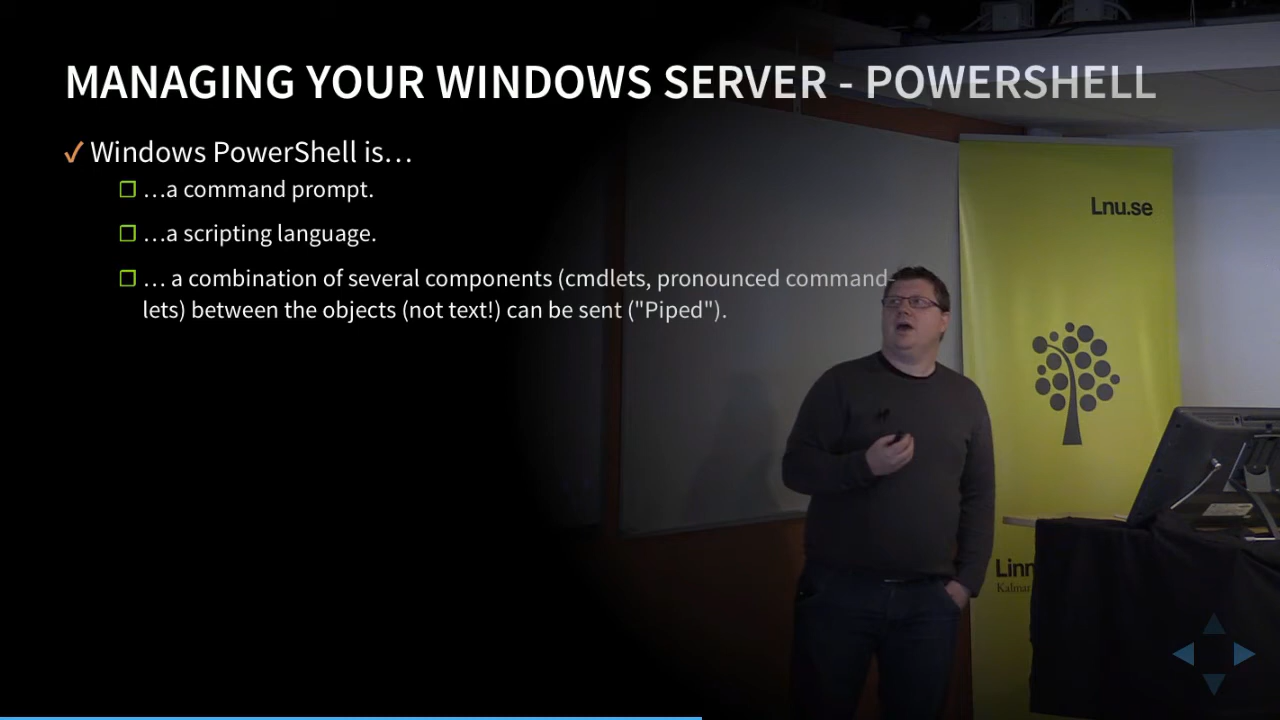 MANAGING YOUR WINDOWS SERVER - POWERSHELL
✓ Windows PowerShell is…
❒ …a command prompt.
❒ …a scripting language.
❒ … a combination of several components (cmdlets, pronounced command-
lets) between the objects (not text!) can be sent ("Piped").
Lnu.se
Linn
Kalmar